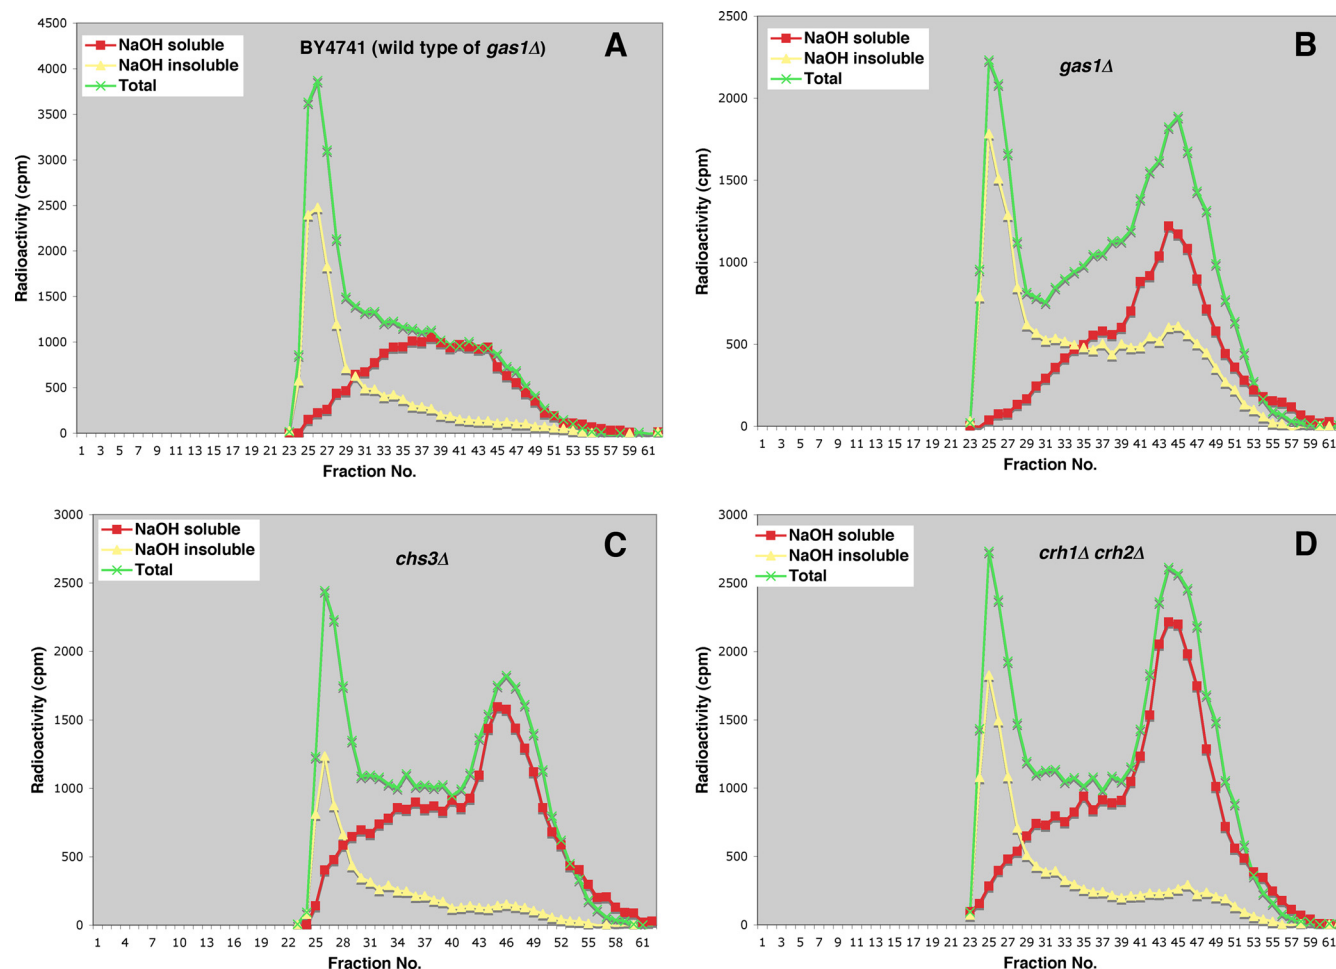 BY4741 (wild type of gas1Δ)
A
NaOH soluble
NaOH insoluble
Total
4500
4000
3500
3000
2500
2000
1500
1000
500
0
Radioactivity (cpm)
1 3 5 7 9 11 13 15 17 19 21 23 25 27 29 31 33 35 37 39 41 43 45 47 49 51 53 55 57 59 61
Fraction No.
gas1Δ
B
NaOH soluble
NaOH insoluble
Total
2500
2000
1500
1000
500
0
Radioactivity (cpm)
1 3 5 7 9 11 13 15 17 19 21 23 25 27 29 31 33 35 37 39 41 43 45 47 49 51 53 55 57 59 61
Fraction No.
chs3Δ
C
NaOH soluble
NaOH insoluble
Total
3000
2500
2000
1500
1000
500
0
Radioactivity (cpm)
1 4 7 10 13 16 19 22 25 28 31 34 37 40 43 46 49 52 55 58 61
Fraction No.
crh1Δ crh2Δ
D
NaOH soluble
NaOH insoluble
Total
3000
2500
2000
1500
1000
500
0
Radioactivity (cpm)
1 3 5 7 9 11 13 15 17 19 21 23 25 27 29 31 33 35 37 39 41 43 45 47 49 51 53 55 57 59 61
Fraction No.